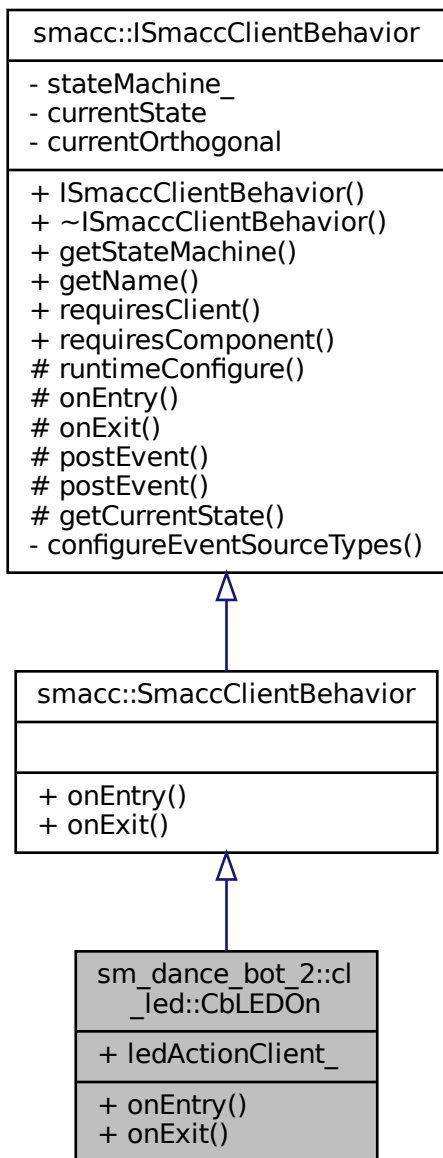 smacc::ISmaccClientBehavior
- stateMachine_
- currentState
- currentOrthogonal
+ ISmaccClientBehavior()
+ ~ISmaccClientBehavior()
+ getStateMachine()
+ getName()
+ requiresClient()
+ requiresComponent()
# runtimeConfigure()
# onEntry()
# onExit()
# postEvent()
# postEvent()
# getCurrentState()
- configureEventSourceTypes()
smacc::SmaccClientBehavior
+ onEntry()
+ onExit()
sm_dance_bot_2::cl
_led::CbLEDOn
+ ledActionClient_
+ onEntry()
+ onExit()